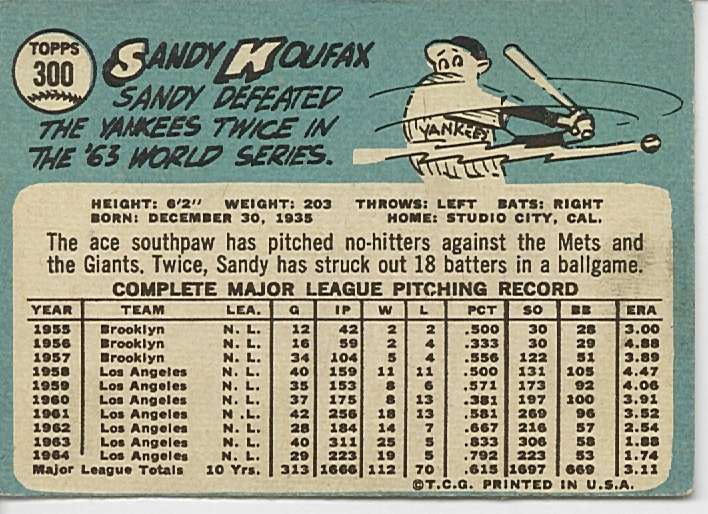 TOPPS
300
SANDY KOUFAX
SANDY DEFEATED
THE YANKEES TWICE IN
THE '63 WORLD SERIES.
YANKEES
HEIGHT: 6'2" WEIGHT: 203 THROWS: LEFT BATS: RIGHT
BORN: DECEMBER 30, 1935 HOME: STUDIO CITY, CAL.
The ace southpaw has pitched no-hitters against the Mets and
the Giants. Twice, Sandy has struck out 18 batters in a ballgame.
COMPLETE MAJOR LEAGUE PITCHING RECORD
YEAR TEAM LEA. G IP W L PCT SO BB ERA
1955 Brooklyn N. L. 12 42 2 2 .500 30 28 3.00
1956 Brooklyn N. L. 16 59 2 4 .333 30 29 4.88
1957 Brooklyn N. L. 34 104 5 4 .556 122 51 3.89
1958 Los Angeles N. L. 40 159 11 11 .500 131 105 4.47
1959 Los Angeles N. L. 35 153 8 6 .571 173 92 4.06
1960 Los Angeles N. L. 37 175 8 13 .381 197 100 3.91
1961 Los Angeles N. L. 42 256 18 13 .581 269 96 3.52
1962 Los Angeles N. L. 28 184 14 7 .667 216 57 2.54
1963 Los Angeles N. L. 40 311 25 5 .833 306 58 1.88
1964 Los Angeles N. L. 29 223 19 5 .792 223 53 1.74
Major League Totals 10 Yrs. 313 1666 112 70 .615 1697 669 3.11
©T.C.G. PRINTED IN U.S.A.